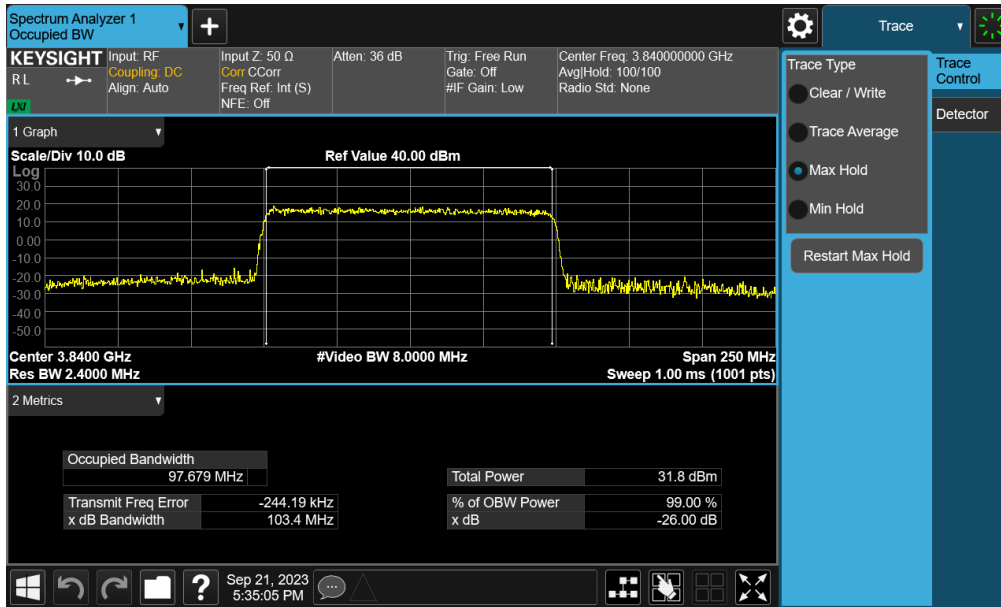 Spectrum Analyzer 1
Occupied BW
+
Trace
KEYSIGHT
R L
LXI
Input: RF
Coupling: DC
Align: Auto
Input Z: 50 Ω
Corr CCorr
Freq Ref: Int (S)
NFE: Off
Atten: 36 dB
Trig: Free Run
Gate: Off
#IF Gain: Low
Center Freq: 3.840000000 GHz
Avg|Hold: 100/100
Radio Std: None
Trace Type
Clear / Write
Trace Average
Max Hold
Min Hold
Restart Max Hold
Trace
Control
Detector
1 Graph
Scale/Div 10.0 dB
Ref Value 40.00 dBm
Log
30.0
20.0
10.0
0.00
-10.0
-20.0
-30.0
-40.0
-50.0
Center 3.8400 GHz
#Video BW 8.0000 MHz
Span 250 MHz
Res BW 2.4000 MHz
Sweep 1.00 ms (1001 pts)
2 Metrics
Occupied Bandwidth
97.679 MHz
Total Power 31.8 dBm
Transmit Freq Error -244.19 kHz
% of OBW Power 99.00 %
x dB Bandwidth 103.4 MHz
x dB -26.00 dB
?
Sep 21, 2023
5:35:05 PM